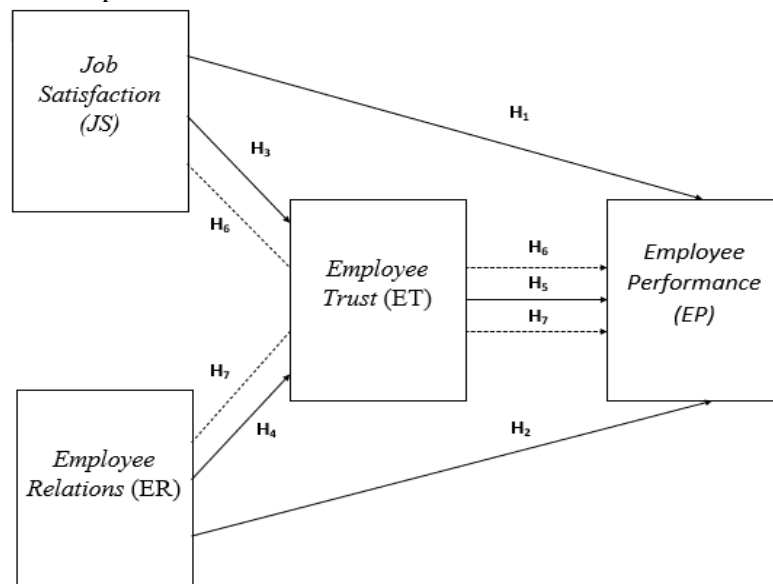 Job
Satisfaction
(JS)
H₁
H₃
H₆
Employee
Trust (ET)
H₆
H₅
H₇
Employee
Performance
(EP)
H₇
H₄
H₂
Employee
Relations (ER)